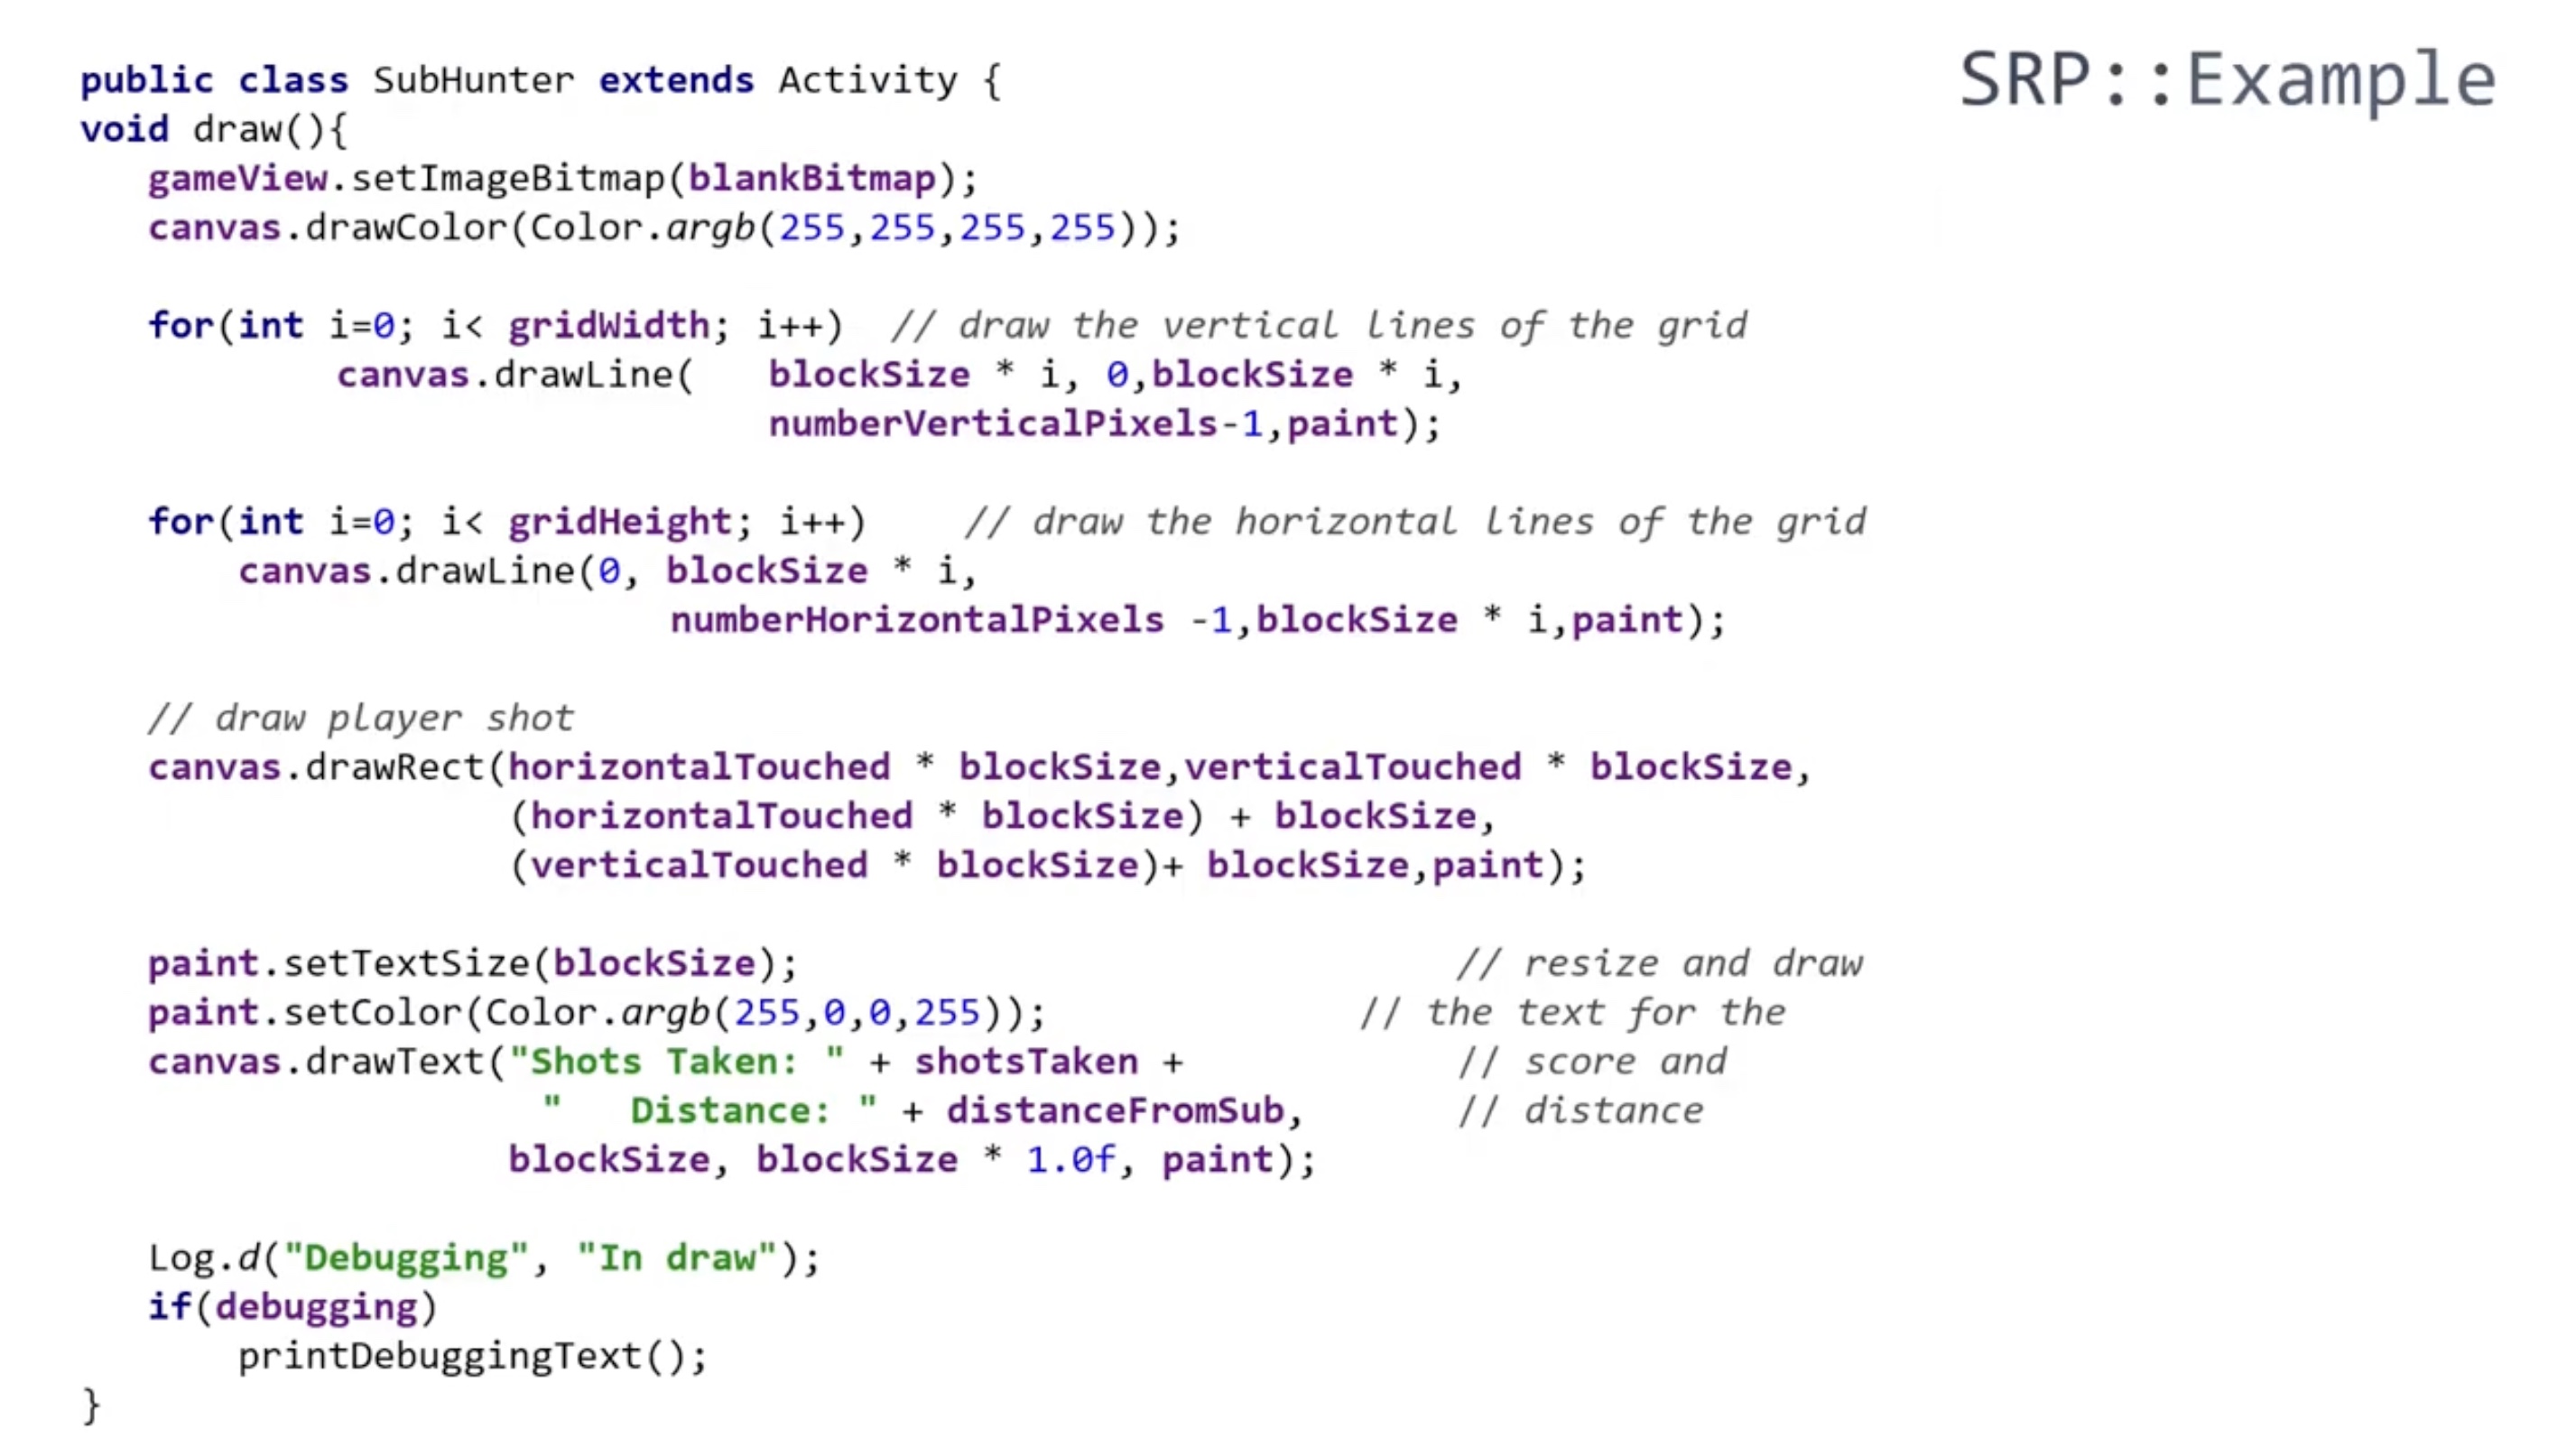 SRP::Example
public class SubHunter extends Activity {
void draw(){
gameView.setImageBitmap(blankBitmap);
canvas.drawColor(Color.argb(255,255,255,255));
for(int i=0; i< gridWidth; i++) // draw the vertical lines of the grid
canvas.drawLine( blockSize * i, 0,blockSize * i,
numberVerticalPixels-1,paint);
for(int i=0; i< gridHeight; i++) // draw the horizontal lines of the grid
canvas.drawLine(0, blockSize * i,
numberHorizontalPixels -1,blockSize * i,paint);
// draw player shot
canvas.drawRect(horizontalTouched * blockSize,verticalTouched * blockSize,
(horizontalTouched * blockSize) + blockSize,
(verticalTouched * blockSize)+ blockSize,paint);
paint.setTextSize(blockSize); // resize and draw
paint.setColor(Color.argb(255,0,0,255)); // the text for the
canvas.drawText("Shots Taken: " + shotsTaken + // score and
"   Distance: " + distanceFromSub, // distance
blockSize, blockSize * 1.0f, paint);
Log.d("Debugging", "In draw");
if(debugging)
printDebuggingText();
}